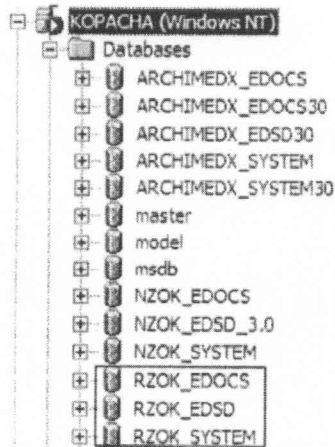 KOPACHA (Windows NT)
Databases
ARCHIMEDX_EDOCS
ARCHIMEDX_EDOCS30
ARCHIMEDX_EDSD30
ARCHIMEDX_SYSTEM
ARCHIMEDX_SYSTEM30
master
model
msdb
NZOK_EDOCS
NZOK_EDSD_3.0
NZOK_SYSTEM
RZOK_EDOCS
RZOK_EDSD
RZOK_SYSTEM